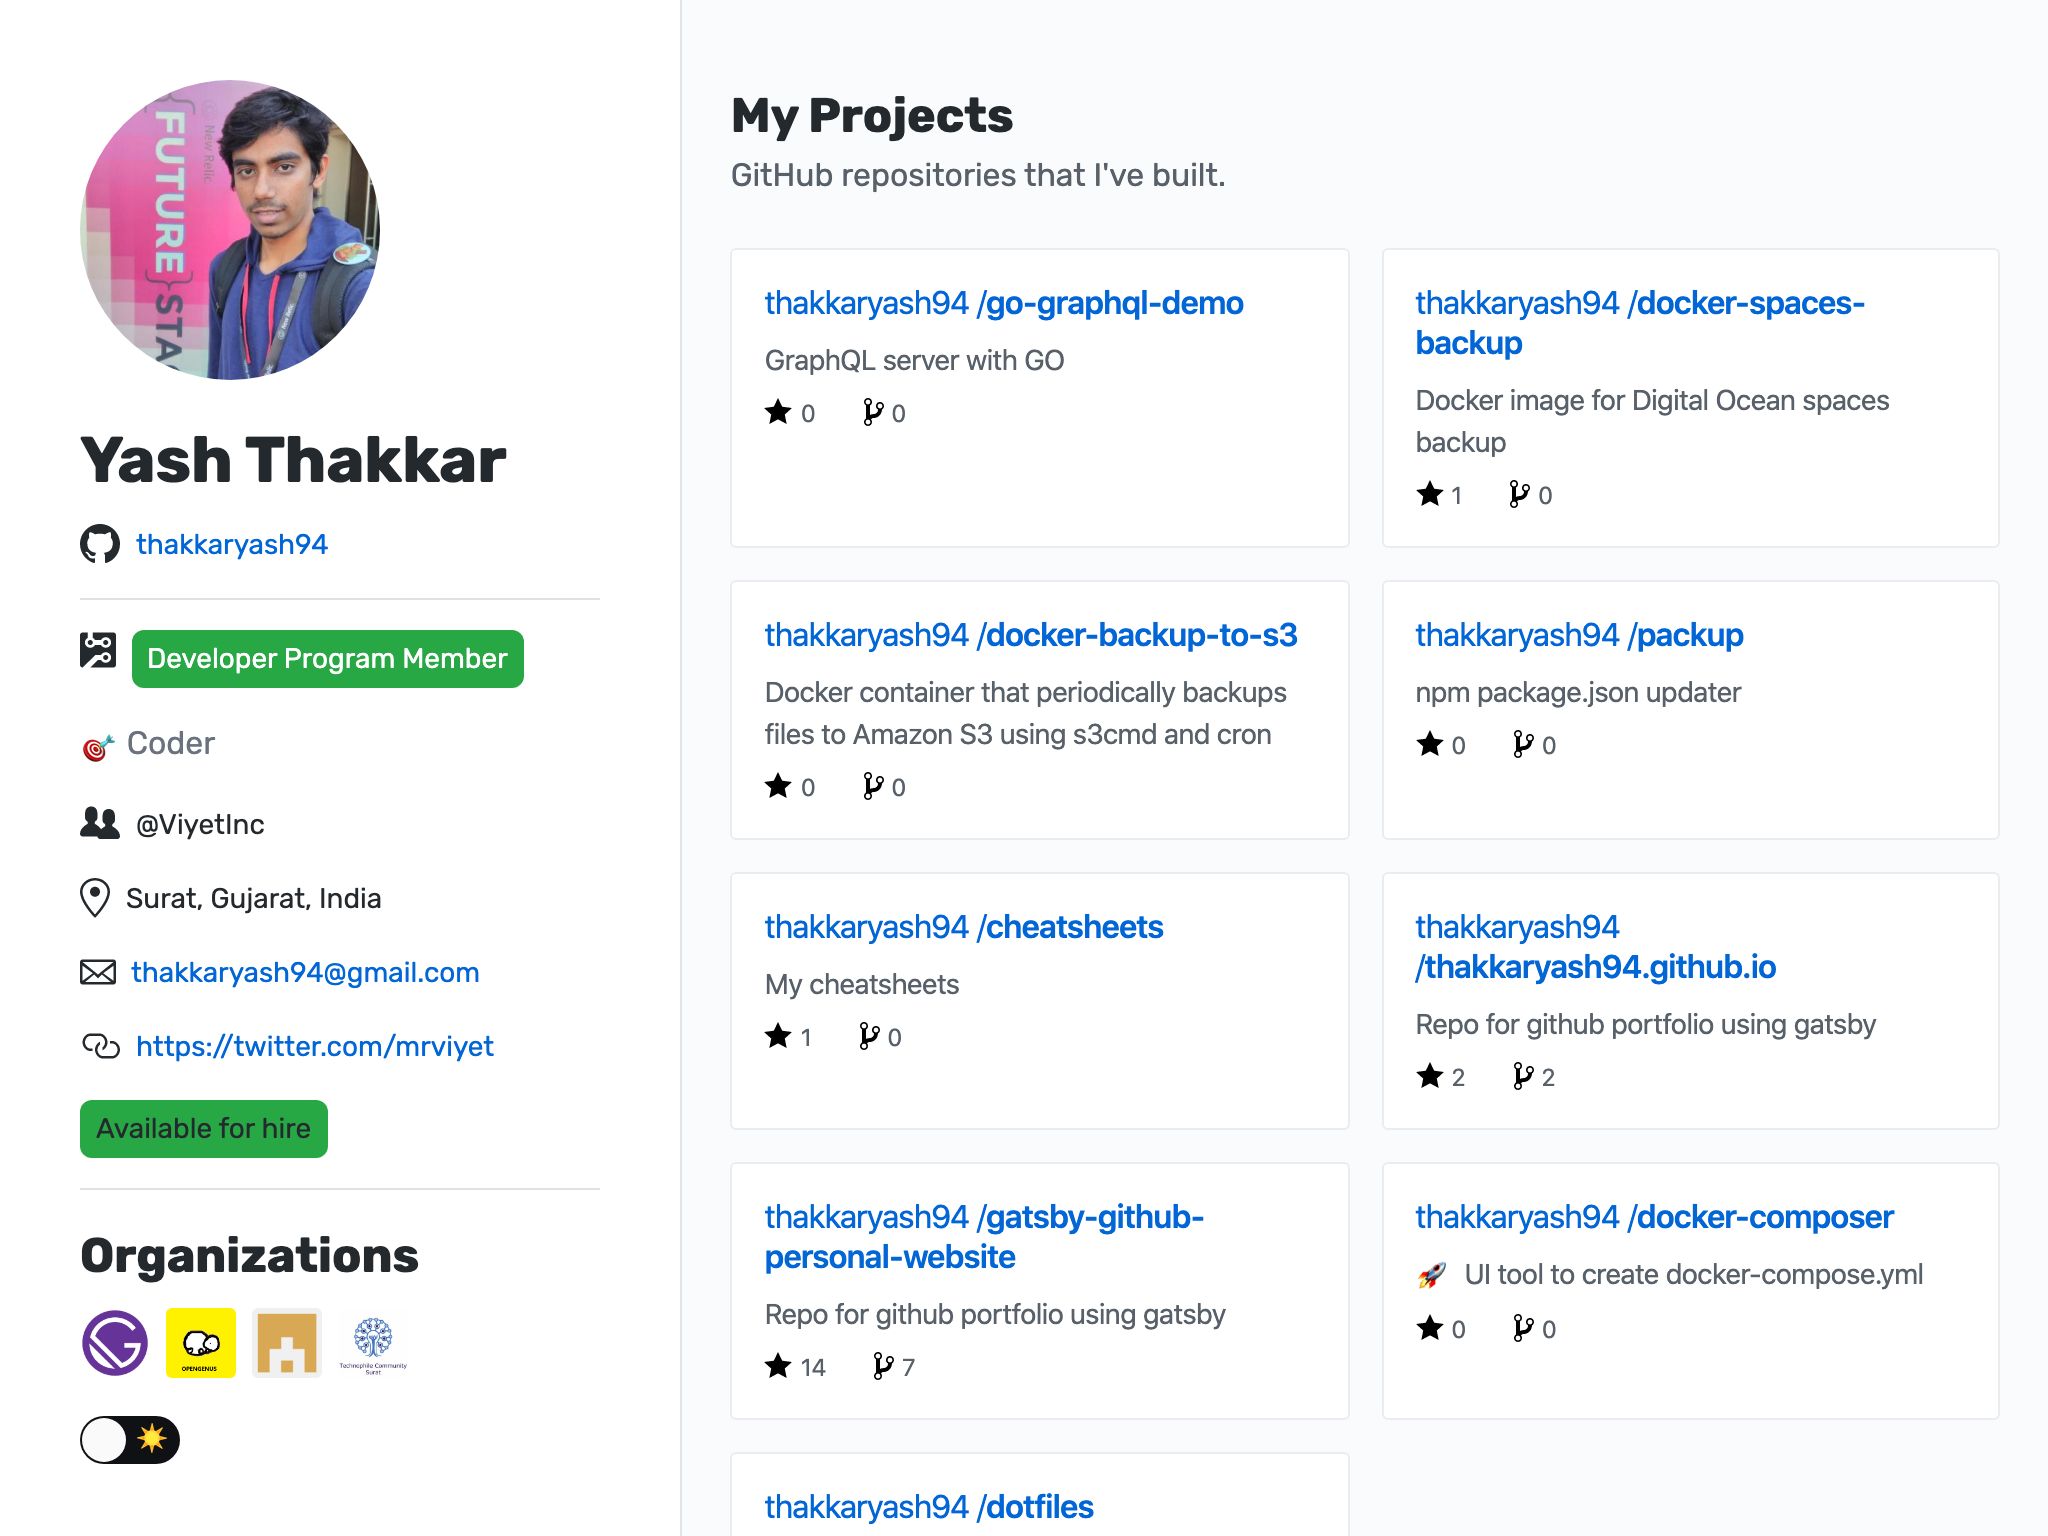 {FUTURE}STA
New Relic
Yash Thakkar
thakkaryash94
Developer Program Member
Coder
@ViyetInc
Surat, Gujarat, India
thakkaryash94@gmail.com
https://twitter.com/mrviyet
Available for hire
Organizations
OPENGENUS
Technophile Community
Surat
My Projects
GitHub repositories that I've built.
thakkaryash94 /go-graphql-demo
GraphQL server with GO
0 0
thakkaryash94 /docker-spaces-
backup
Docker image for Digital Ocean spaces
backup
1 0
thakkaryash94 /docker-backup-to-s3
Docker container that periodically backups
files to Amazon S3 using s3cmd and cron
0 0
thakkaryash94 /packup
npm package.json updater
0 0
thakkaryash94 /cheatsheets
My cheatsheets
1 0
thakkaryash94
/thakkaryash94.github.io
Repo for github portfolio using gatsby
2 2
thakkaryash94 /gatsby-github-
personal-website
Repo for github portfolio using gatsby
14 7
thakkaryash94 /docker-composer
🚀 UI tool to create docker-compose.yml
0 0
thakkaryash94 /dotfiles